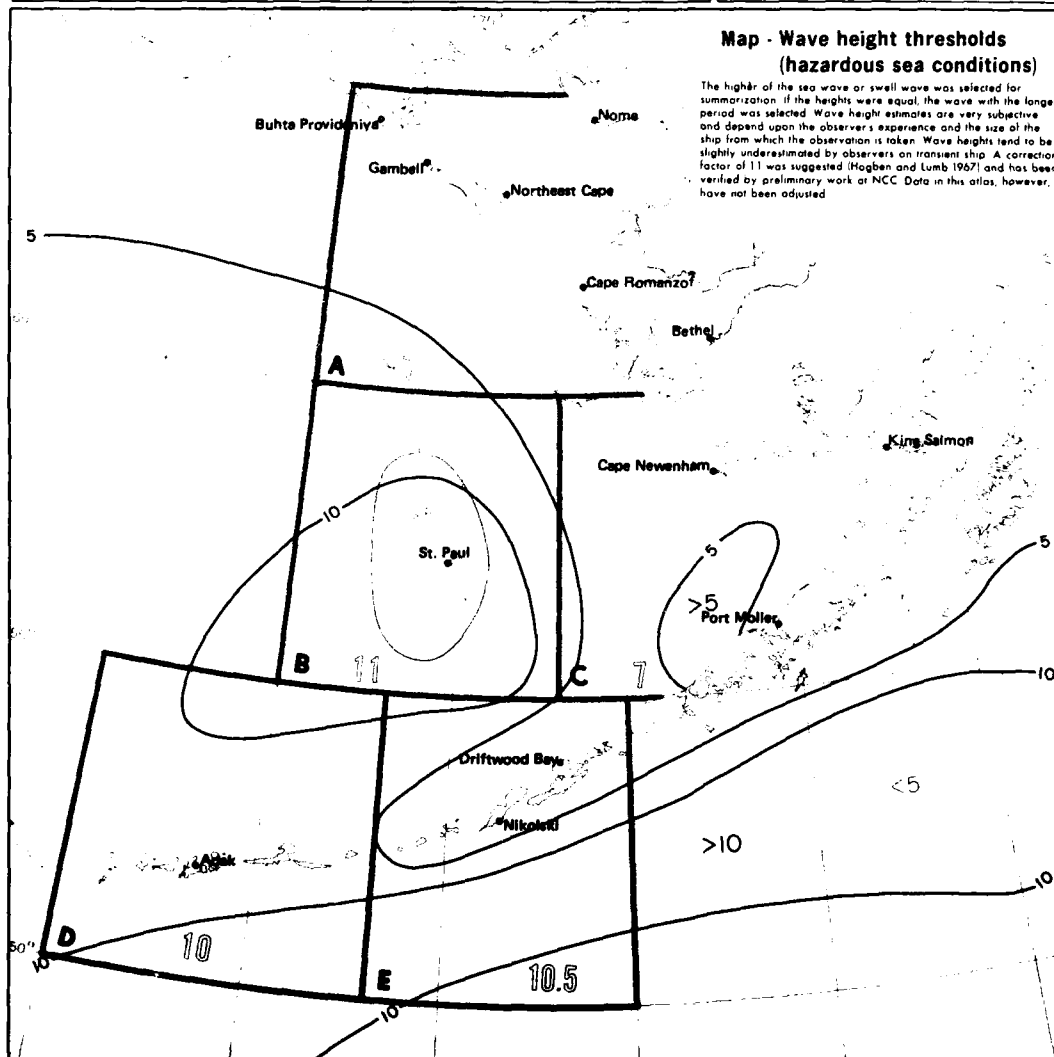 Map - Wave height thresholds
(hazardous sea conditions)
The higher of the sea wave or swell wave was selected for
summarization If the heights were equal, the wave with the longe
period was selected Wave height estimates are very subjective
and depend upon the observer s experience and the size of the
ship from which the observation is taken Wave heights tend to be
slightly underestimated by observers on transient ship A correction
factor of 11 was suggested (Hogben and Lumb 1967) and has been
verified by preliminary work at NCC Data in this atlas, however,
have not been adjusted
Buhta Provideniya
Nome
Gambell
Northeast Cape
5
Cape Romanzof
Bethel
A
King Salmon
Cape Newenham
10
St. Paul
5
5
>5
Port Moller
B
11
C
7
10
Driftwood Bay
<5
Nikolski
>10
Adak
10
50°
D
10
10
E
10.5
10